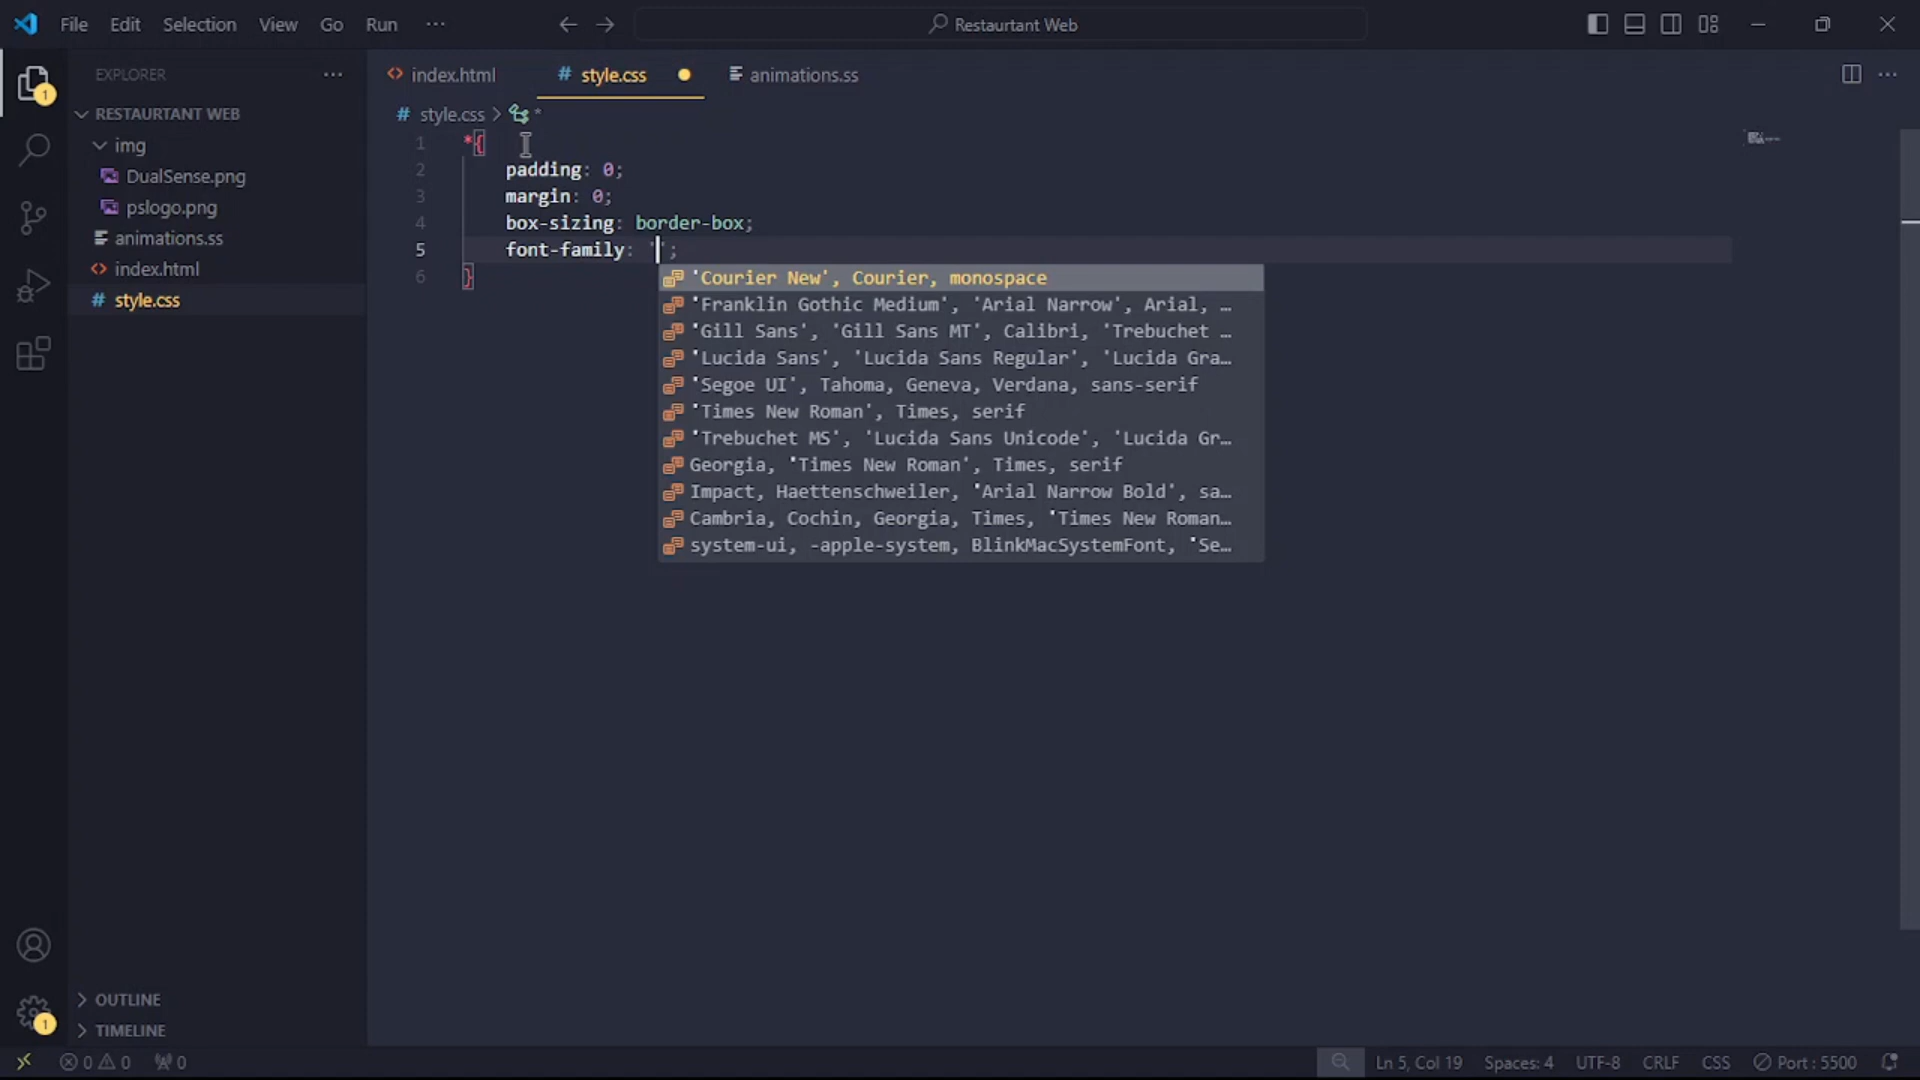 File Edit Selection View Go Run ···
Restaurtant Web
EXPLORER ···
RESTAURTANT WEB
img
DualSense.png
pslogo.png
animations.ss
<> index.html
# style.css
OUTLINE
TIMELINE
<> index.html
# style.css
animations.ss
···
# style.css > *
1 *{
2 padding: 0;
3 margin: 0;
4 box-sizing: border-box;
5 font-family: '';
6 }
'Courier New', Courier, monospace
'Franklin Gothic Medium', 'Arial Narrow', Arial, …
'Gill Sans', 'Gill Sans MT', Calibri, 'Trebuchet …
'Lucida Sans', 'Lucida Sans Regular', 'Lucida Gra…
'Segoe UI', Tahoma, Geneva, Verdana, sans-serif
'Times New Roman', Times, serif
'Trebuchet MS', 'Lucida Sans Unicode', 'Lucida Gr…
Georgia, 'Times New Roman', Times, serif
Impact, Haettenschweiler, 'Arial Narrow Bold', sa…
Cambria, Cochin, Georgia, Times, 'Times New Roman…
system-ui, -apple-system, BlinkMacSystemFont, 'Se…
1
1
0 0 0
Ln 5, Col 19 Spaces: 4 UTF-8 CRLF CSS Port : 5500